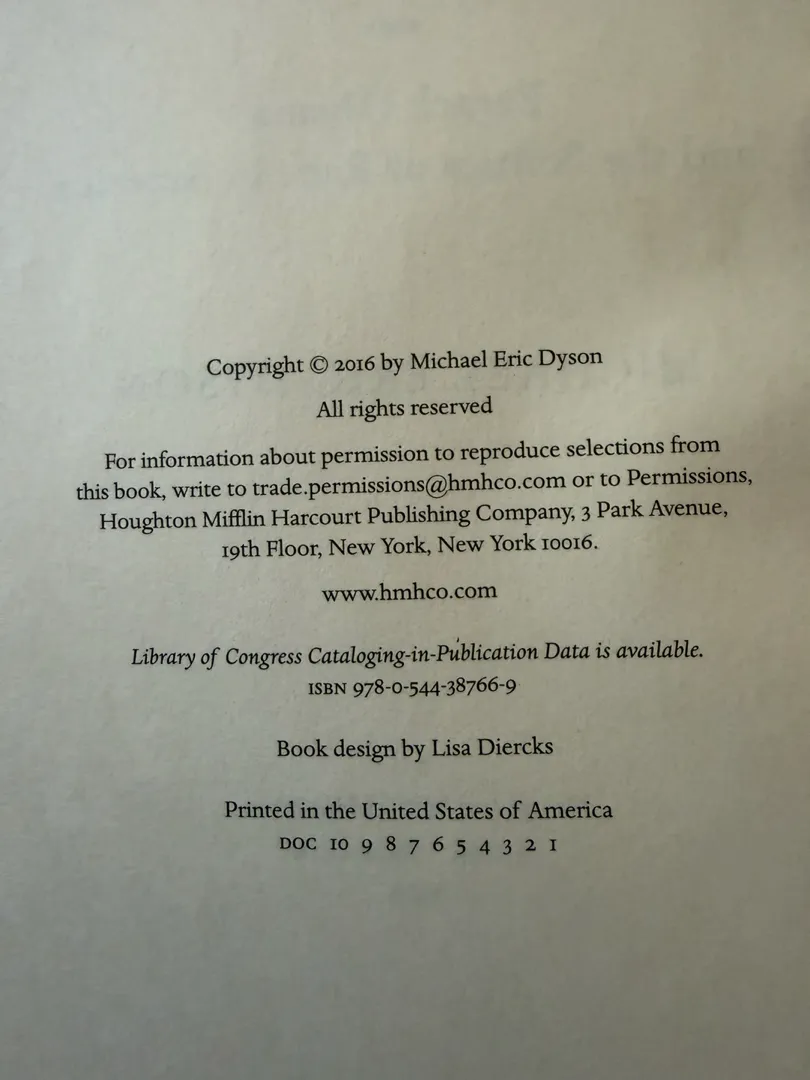 Copyright © 2016 by Michael Eric Dyson
All rights reserved
For information about permission to reproduce selections from
this book, write to trade.permissions@hmhco.com or to Permissions,
Houghton Mifflin Harcourt Publishing Company, 3 Park Avenue,
19th Floor, New York, New York 10016.
www.hmhco.com
Library of Congress Cataloging-in-Publication Data is available.
ISBN 978-0-544-38766-9
Book design by Lisa Diercks
Printed in the United States of America
DOC 10 9 8 7 6 5 4 3 2 1